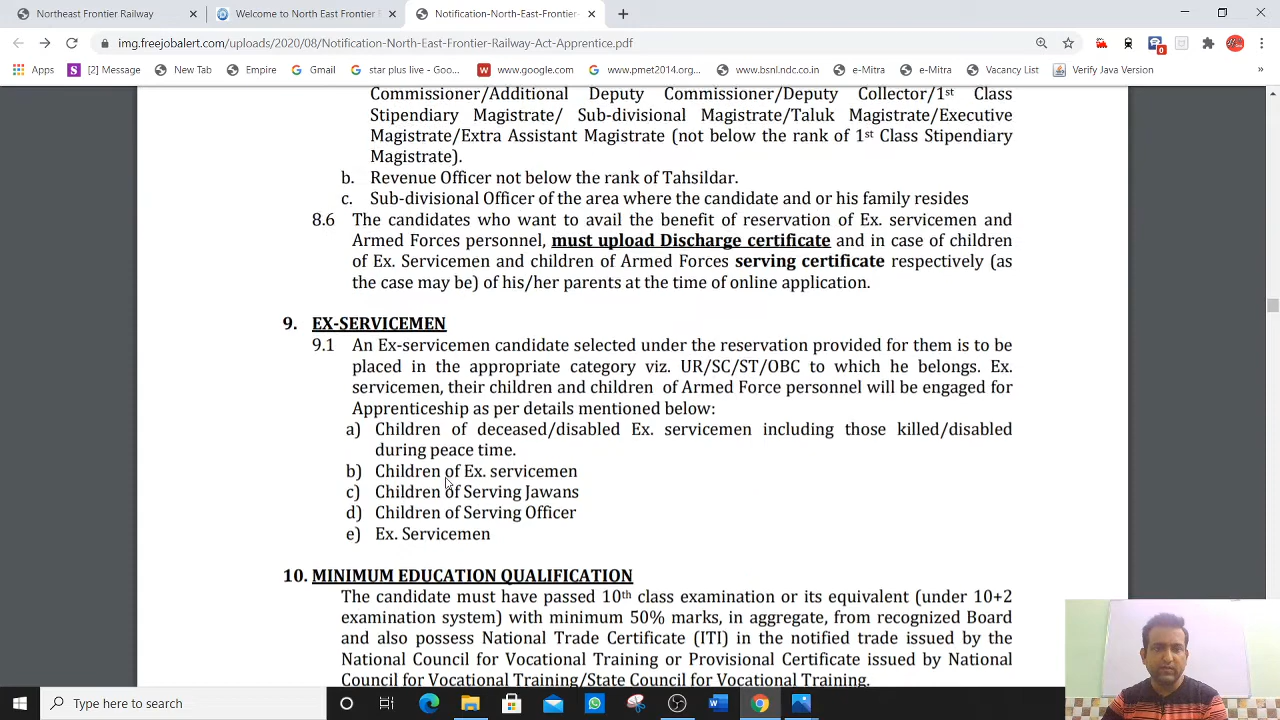 Northeast Frontier Railway
Welcome to North East Frontier
Notification-North-East-Frontier-
img.freejobalert.com/uploads/2020/08/Notification-North-East-Frontier-Railway-Act-Apprentice.pdf
0
Apps
[2] Message
New Tab
Empire
Gmail
star plus live - Goo...
www.google.com
www.pmet2014.org...
www.bsnl.ndc.co.in
e-Mitra
e-Mitra
Vacancy List
Verify Java Version
Commissioner/Additional Deputy Commissioner/Deputy Collector/1st Class
Stipendiary Magistrate/ Sub-divisional Magistrate/Taluk Magistrate/Executive
Magistrate/Extra Assistant Magistrate (not below the rank of 1st Class Stipendiary
Magistrate).
b. Revenue Officer not below the rank of Tahsildar.
c. Sub-divisional Officer of the area where the candidate and or his family resides
8.6 The candidates who want to avail the benefit of reservation of Ex. servicemen and
Armed Forces personnel, must upload Discharge certificate and in case of children
of Ex. Servicemen and children of Armed Forces serving certificate respectively (as
the case may be) of his/her parents at the time of online application.
9. EX-SERVICEMEN
9.1 An Ex-servicemen candidate selected under the reservation provided for them is to be
placed in the appropriate category viz. UR/SC/ST/OBC to which he belongs. Ex.
servicemen, their children and children of Armed Force personnel will be engaged for
Apprenticeship as per details mentioned below:
a) Children of deceased/disabled Ex. servicemen including those killed/disabled
during peace time.
b) Children of Ex. servicemen
c) Children of Serving Jawans
d) Children of Serving Officer
e) Ex. Servicemen
10. MINIMUM EDUCATION QUALIFICATION
The candidate must have passed 10th class examination or its equivalent (under 10+2
examination system) with minimum 50% marks, in aggregate, from recognized Board
and also possess National Trade Certificate (ITI) in the notified trade issued by the
National Council for Vocational Training or Provisional Certificate issued by National
Council for Vocational Training/State Council for Vocational Training.
Type here to search